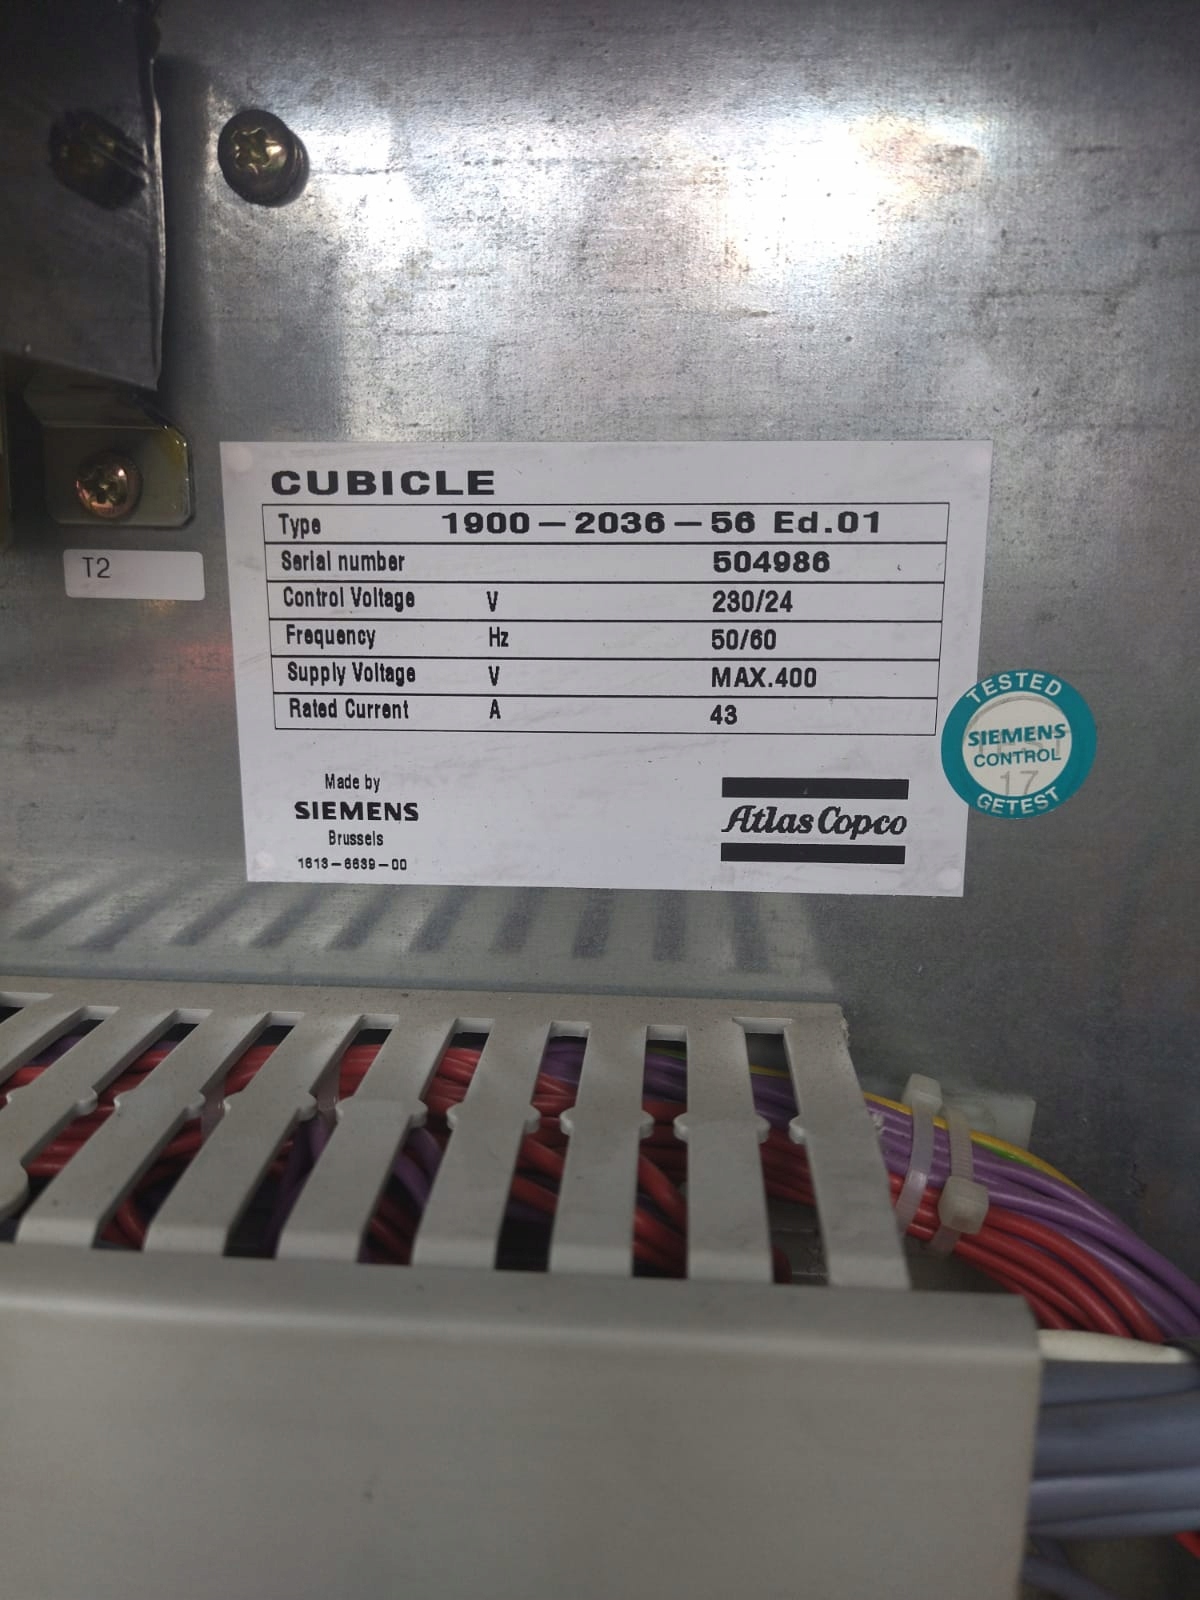 CUBICLE
Type 1900-2036-56 Ed.01
Serial number 504986
Control Voltage V 230/24
Frequency Hz 50/60
Supply Voltage V MAX.400
Rated Current A 43
Made by
SIEMENS
Brussels
1613-6639-00
Atlas Copco
T2
TESTED
SIEMENS
CONTROL
17
GETEST